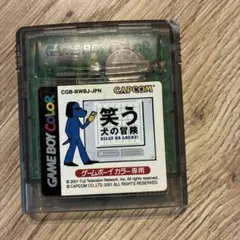 CGB-BWBJ-JPN
CAPCOM
GAME BOY COLOR
笑う
犬の冒険
SILLY GO LUCKY!
ゲームボーイカラー専用
© 2001 Fuji Television Network, Inc. All rights reserved.
© CAPCOM CO., LTD. 2001 ALL RIGHTS RESERVED.